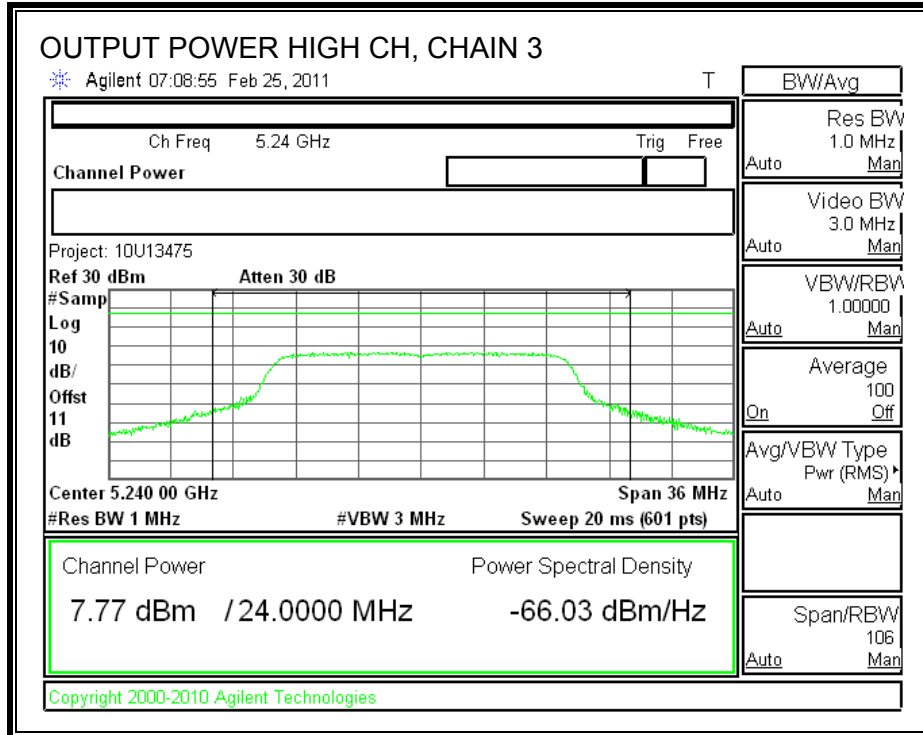 OUTPUT POWER HIGH CH, CHAIN 3
Agilent 07:08:55 Feb 25, 2011 T
Ch Freq 5.24 GHz Trig Free
Channel Power
Project: 10U13475
Ref 30 dBm Atten 30 dB
#Samp
Log
10
dB/
Offst
11
dB
Center 5.240 00 GHz Span 36 MHz
#Res BW 1 MHz #VBW 3 MHz Sweep 20 ms (601 pts)
Channel Power Power Spectral Density
7.77 dBm / 24.0000 MHz -66.03 dBm/Hz
Copyright 2000-2010 Agilent Technologies
BW/Avg
Res BW
1.0 MHz
Auto Man
Video BW
3.0 MHz
Auto Man
VBW/RBW
1.00000
Auto Man
Average
100
On Off
Avg/VBW Type
Pwr (RMS)
Auto Man
Span/RBW
106
Auto Man